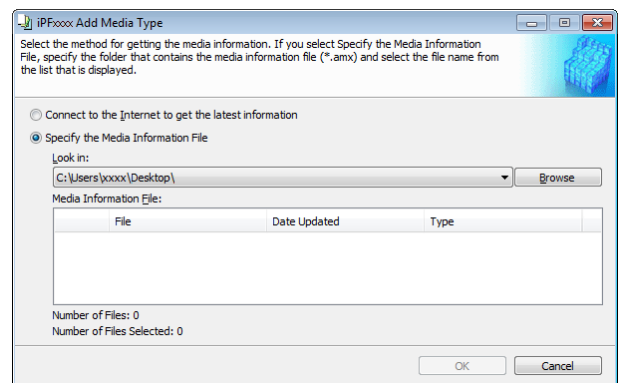 iPFxxxx Add Media Type
Select the method for getting the media information. If you select Specify the Media Information
File, specify the folder that contains the media information file (*.amx) and select the file name from
the list that is displayed.
Connect to the Internet to get the latest information
Specify the Media Information File
Look in:
C:\Users\xxxx\Desktop\ Browse
Media Information File:
File Date Updated Type
Number of Files: 0
Number of Files Selected: 0
OK Cancel